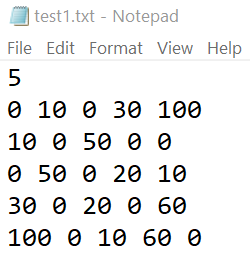 test1.txt - Notepad
File Edit Format View Help
5
0 10 0 30 100
10 0 50 0 0
0 50 0 20 10
30 0 20 0 60
100 0 10 60 0